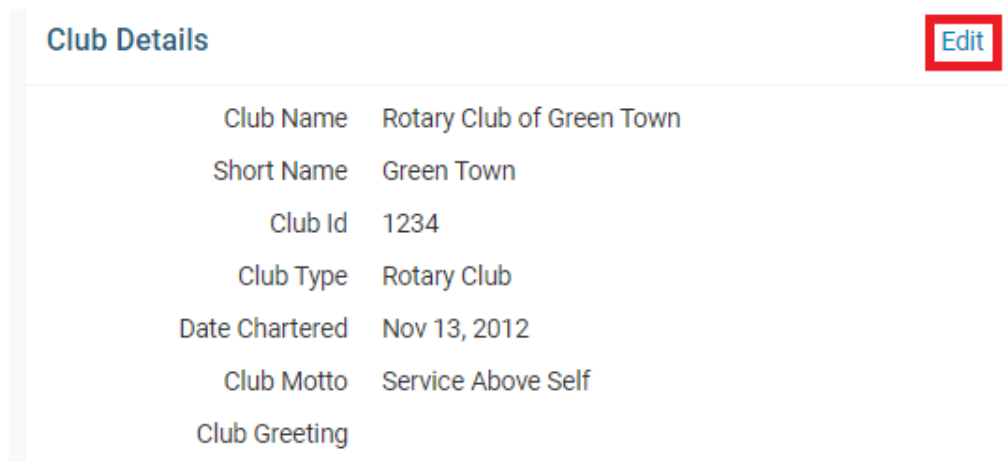 Club Details Edit
Club Name Rotary Club of Green Town
Short Name Green Town
Club Id 1234
Club Type Rotary Club
Date Chartered Nov 13, 2012
Club Motto Service Above Self
Club Greeting